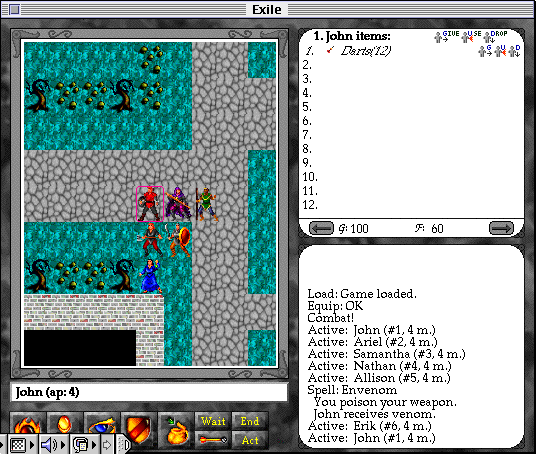 Exile
1. John items:
GIVE
USE
DROP
1. Darts(12)
G
U
D
2.
3.
4.
5.
6.
7.
8.
9.
10.
11.
12.
G: 100
F: 60
Load: Game loaded.
Equip: OK
Combat!
Active: John (#1, 4 m.)
Active: Ariel (#2, 4 m.)
Active: Samantha (#3, 4 m.)
Active: Nathan (#4, 4 m.)
Active: Allison (#5, 4 m.)
Spell: Envenom
You poison your weapon.
John receives venom.
Active: Erik (#6, 4 m.)
Active: John (#1, 4 m.)
John (ap: 4)
Wait
End
Act